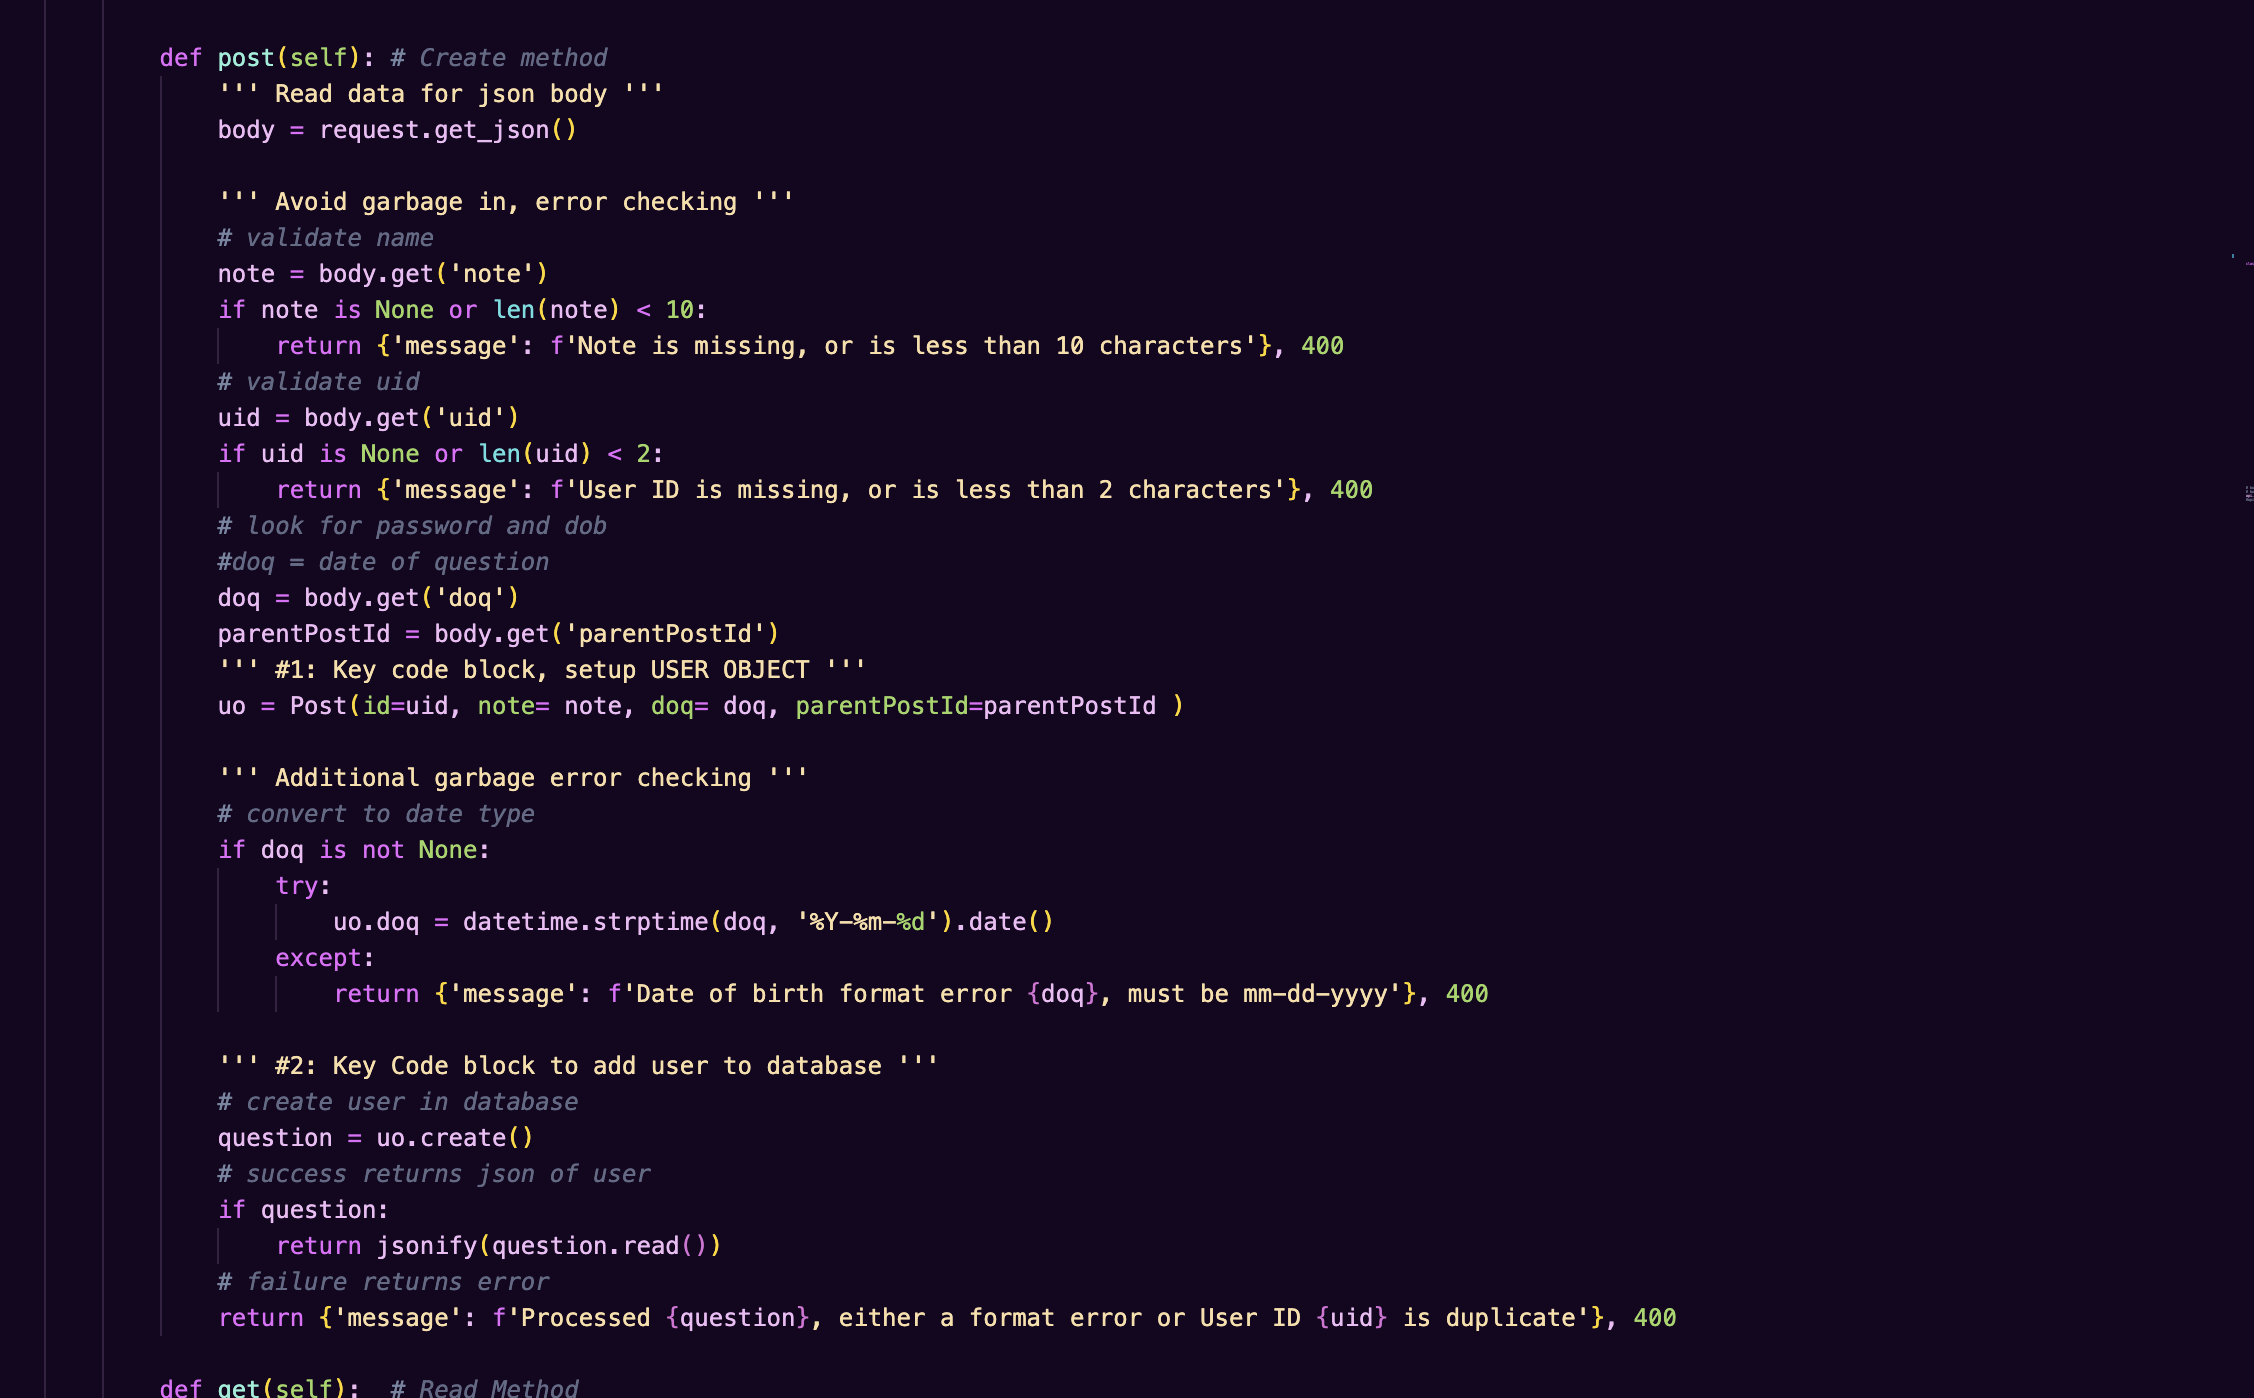 def post(self): # Create method
''' Read data for json body '''
body = request.get_json()
''' Avoid garbage in, error checking '''
# validate name
note = body.get('note')
if note is None or len(note) < 10:
return {'message': f'Note is missing, or is less than 10 characters'}, 400
# validate uid
uid = body.get('uid')
if uid is None or len(uid) < 2:
return {'message': f'User ID is missing, or is less than 2 characters'}, 400
# look for password and dob
#doq = date of question
doq = body.get('doq')
parentPostId = body.get('parentPostId')
''' #1: Key code block, setup USER OBJECT '''
uo = Post(id=uid, note= note, doq= doq, parentPostId=parentPostId )
''' Additional garbage error checking '''
# convert to date type
if doq is not None:
try:
uo.doq = datetime.strptime(doq, '%Y-%m-%d').date()
except:
return {'message': f'Date of birth format error {doq}, must be mm-dd-yyyy'}, 400
''' #2: Key Code block to add user to database '''
# create user in database
question = uo.create()
# success returns json of user
if question:
return jsonify(question.read())
# failure returns error
return {'message': f'Processed {question}, either a format error or User ID {uid} is duplicate'}, 400
def get(self): # Read Method